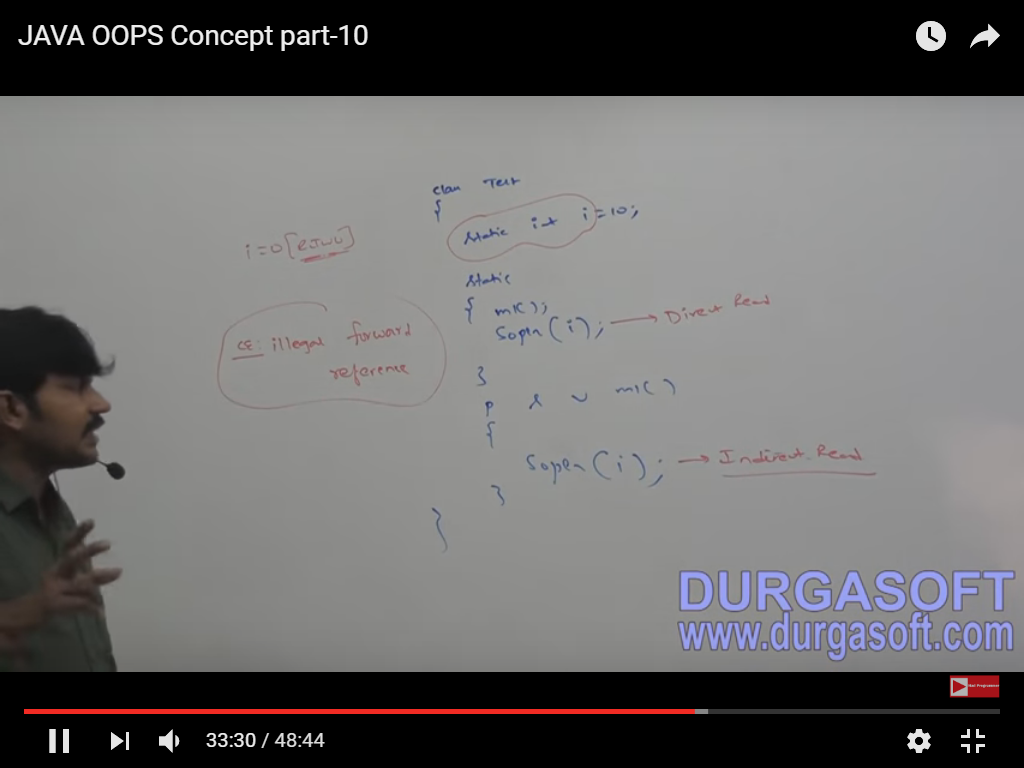 JAVA OOPS Concept part-10
class Test
{
static int i = 10;
i = 0 [RIWO]
static
{ m1();
Sopln(i); → Direct Read
CE: illegal forward
reference
}
p s v m1()
{
Sopln(i); → Indirect Read
}
}
DURGASOFT
www.durgasoft.com
33:30 / 48:44